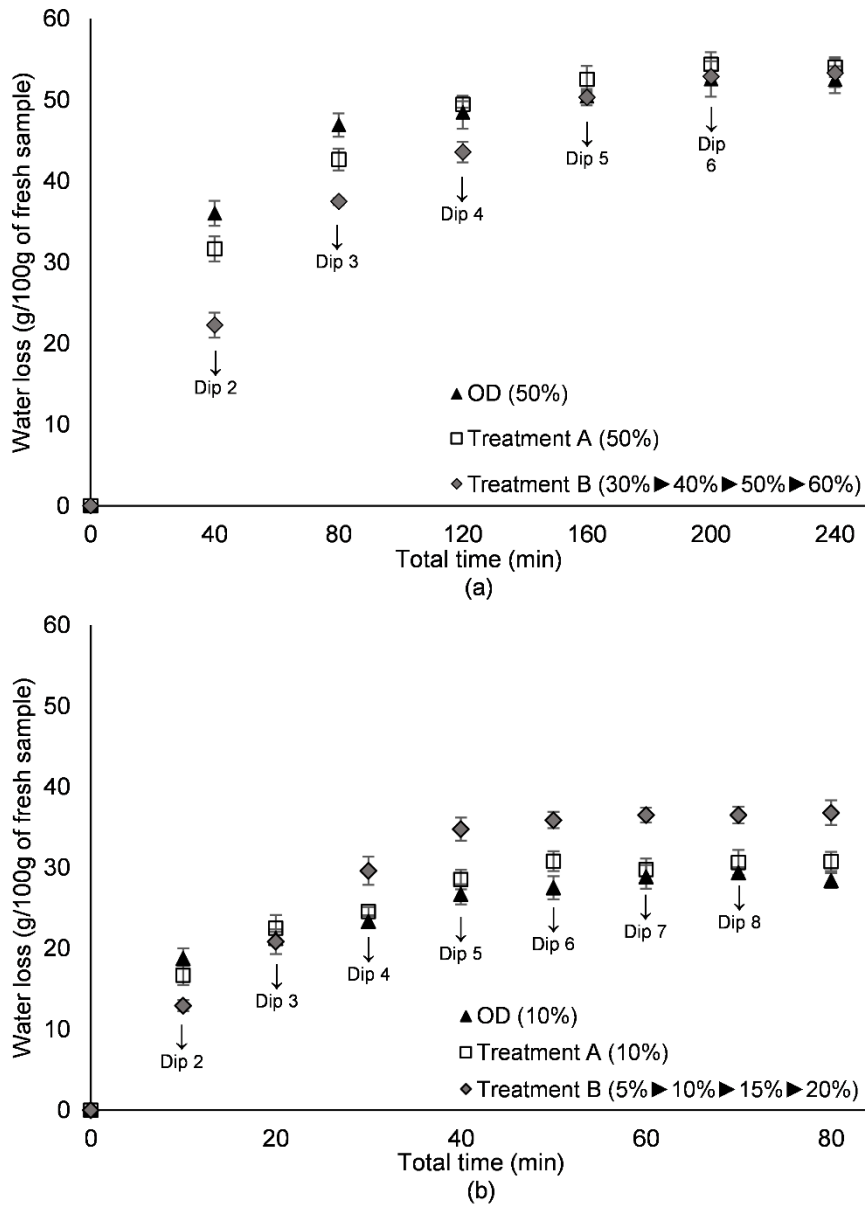 Water loss (g/100g of fresh sample)
60
50
40
30
20
10
0
Dip 2
Dip 3
Dip 4
Dip 5
Dip
6
OD (50%)
Treatment A (50%)
Treatment B (30%►40%►50%►60%)
0 40 80 120 160 200 240
Total time (min)
(a)
Water loss (g/100g of fresh sample)
60
50
40
30
20
10
0
Dip 2
Dip 3
Dip 4
Dip 5
Dip 6
Dip 7
Dip 8
OD (10%)
Treatment A (10%)
Treatment B (5%►10%►15%►20%)
0 20 40 60 80
Total time (min)
(b)